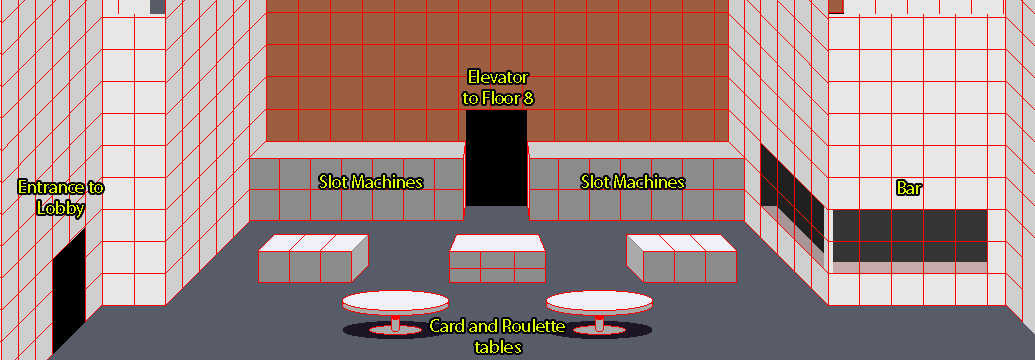 Elevator
to Floor 8
Slot Machines
Slot Machines
Entrance to
Lobby
Bar
Card and Roulette
tables